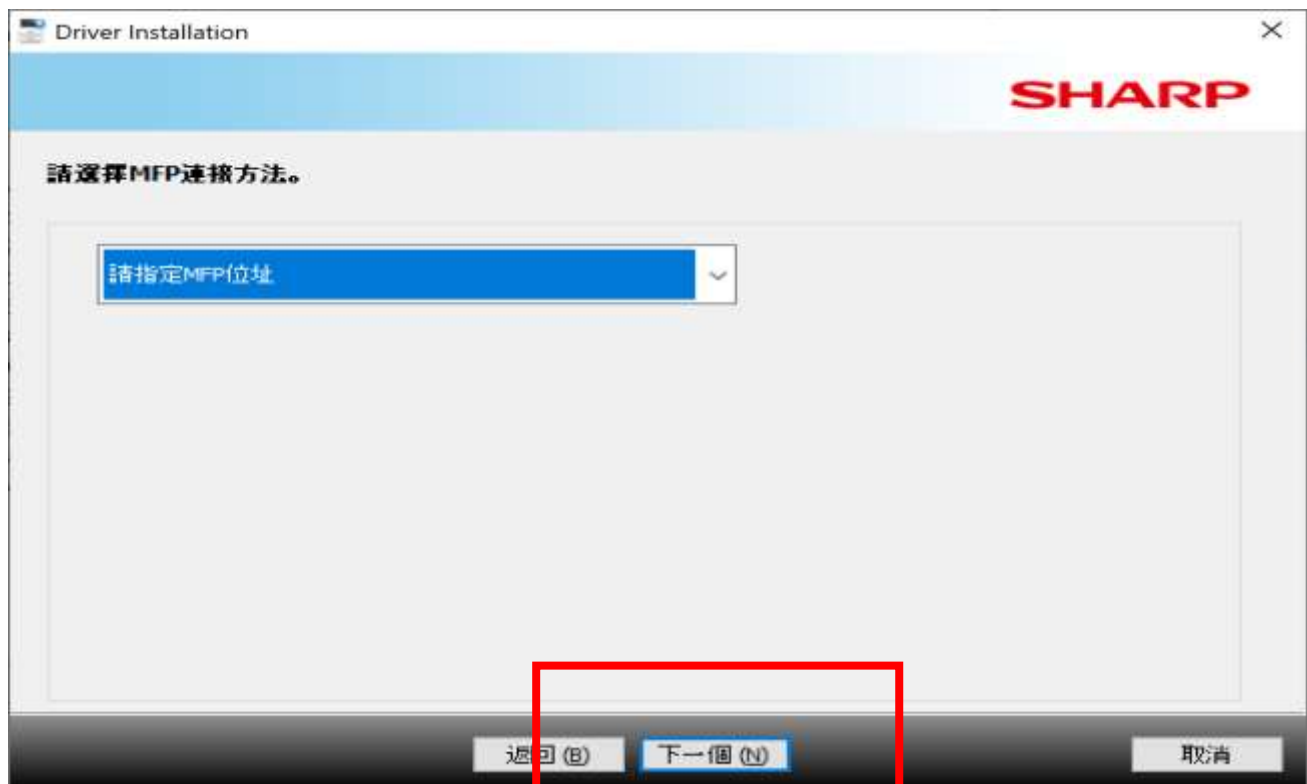 Driver Installation
SHARP
請選擇MFP連接方法。
請指定MFP位址
返回 (B)
下一個 (N)
取消